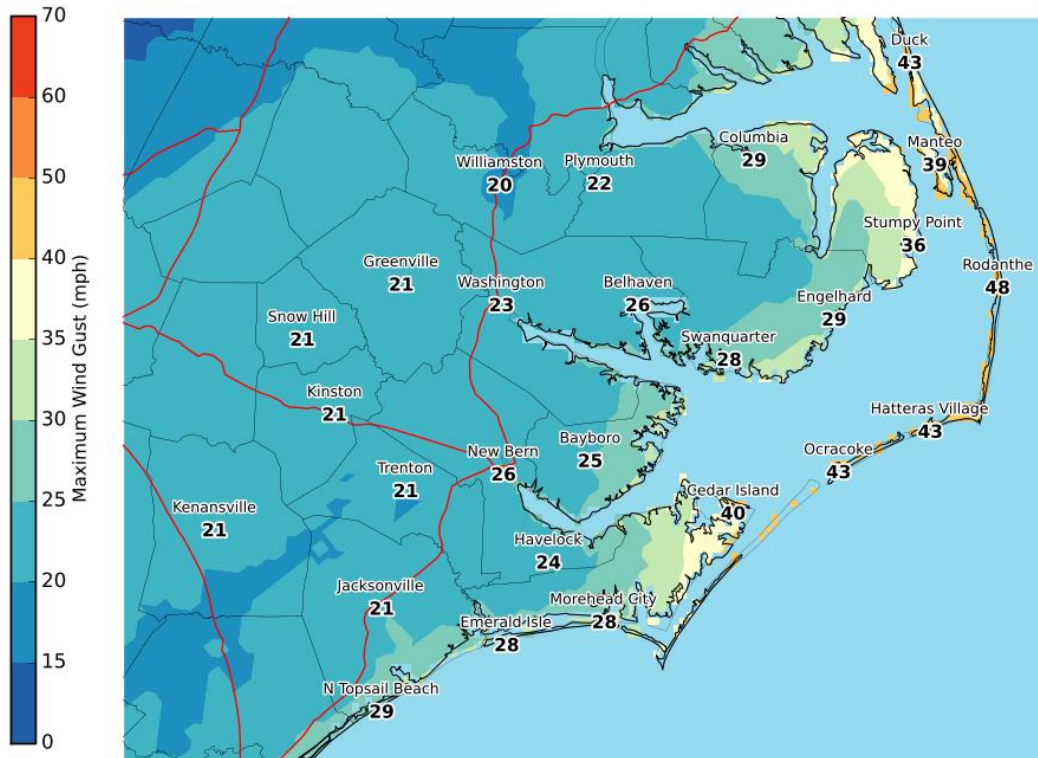 70
60
50
40
35
30
25
20
15
0
Maximum Wind Gust (mph)
Duck
43
Columbia
29
Manteo
39
Williamston
20
Plymouth
22
Stumpy Point
36
Greenville
21
Washington
23
Belhaven
26
Rodanthe
48
Engelhard
29
Snow Hill
21
Swanquarter
28
Kinston
21
Hatteras Village
43
Bayboro
25
New Bern
26
Ocracoke
43
Trenton
21
Cedar Island
40
Kenansville
21
Havelock
24
Jacksonville
21
Morehead City
28
Emerald Isle
28
N Topsail Beach
29